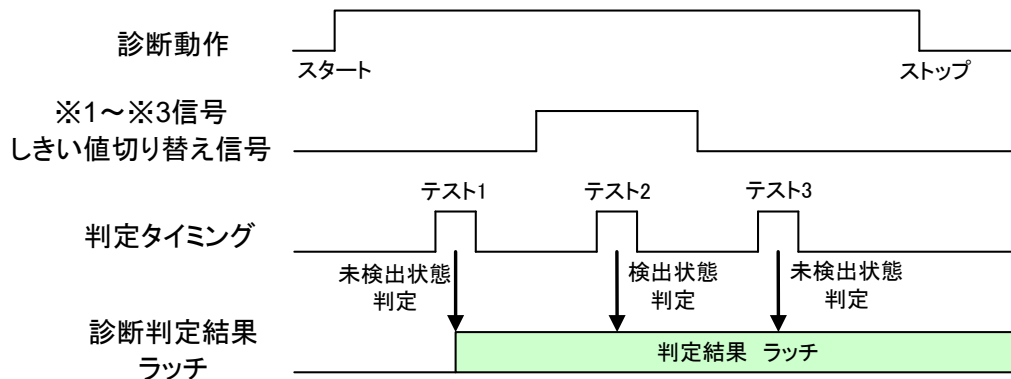 診断動作
スタート
ストップ
※1～※3信号
しきい値切り替え信号
テスト1
テスト2
テスト3
判定タイミング
未検出状態
判定
検出状態
判定
未検出状態
判定
診断判定結果
ラッチ
判定結果 ラッチ